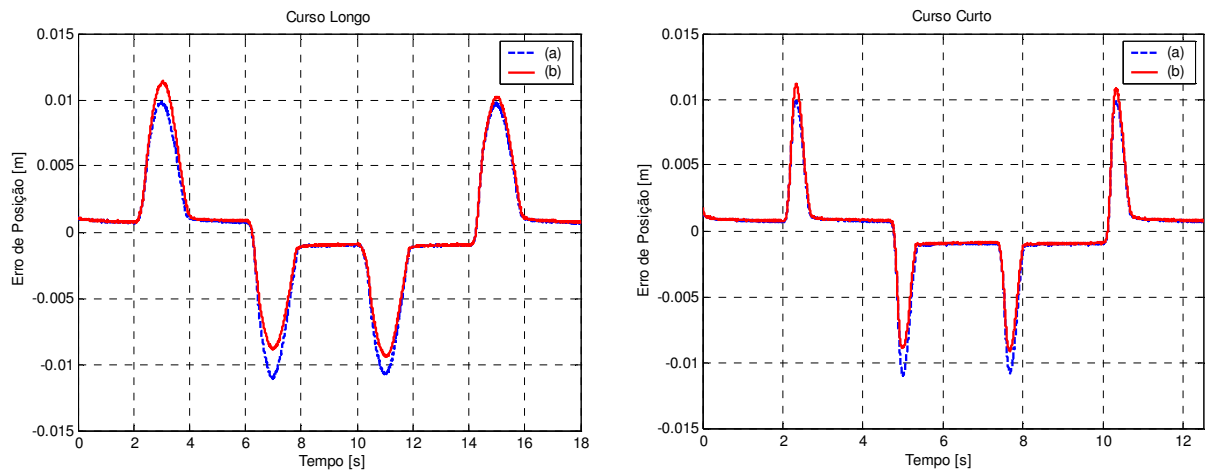 Curso Longo
0.015
0.01
0.005
0
-0.005
-0.01
-0.015
Erro de Posição [m]
(a)
(b)
0 2 4 6 8 10 12 14 16 18
Tempo [s]
Curso Curto
0.015
0.01
0.005
0
-0.005
-0.01
-0.015
Erro de Posição [m]
(a)
(b)
0 2 4 6 8 10 12
Tempo [s]